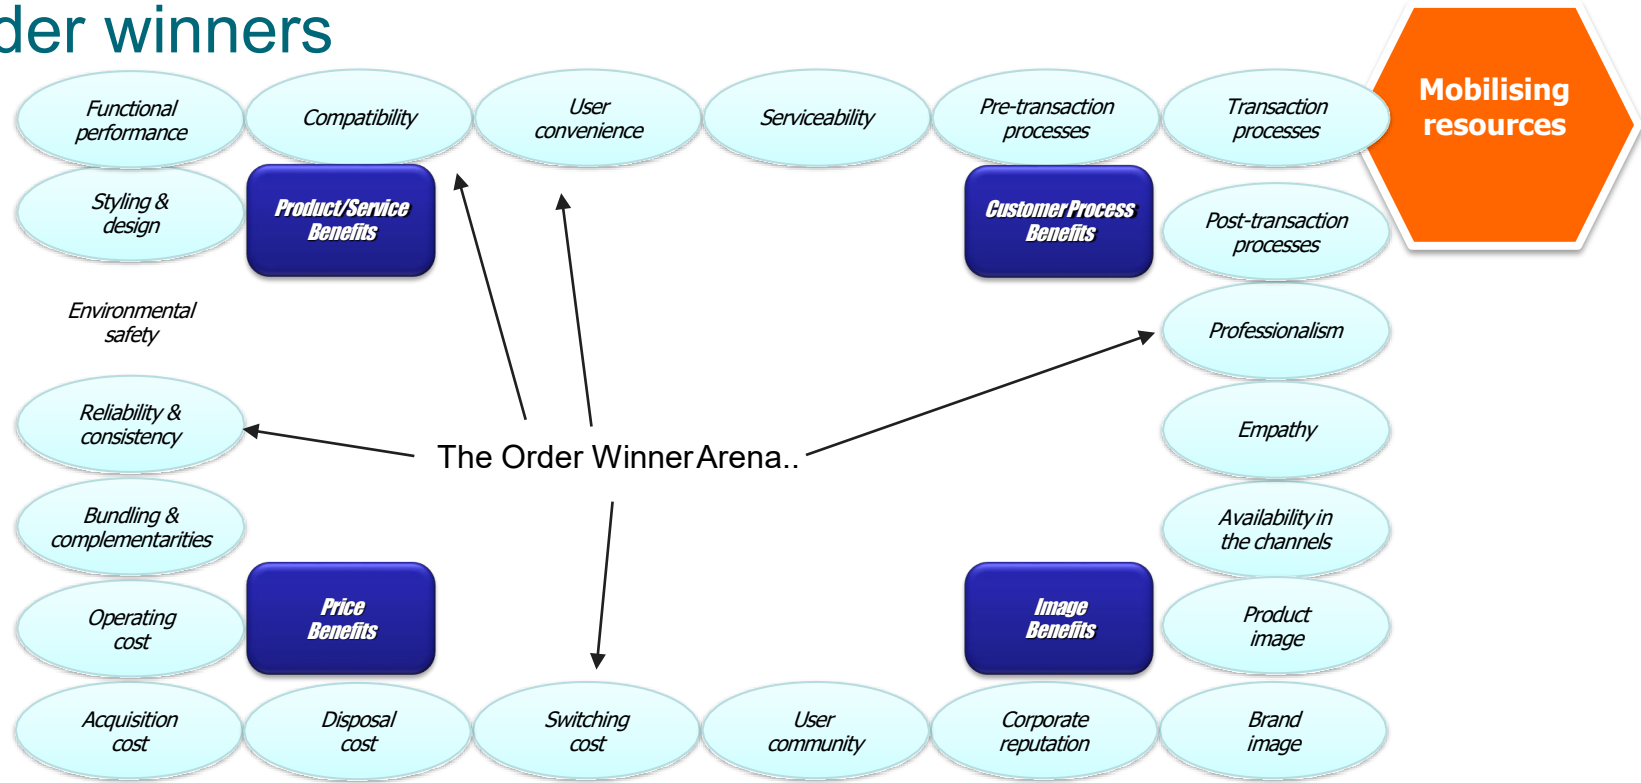 der winners
Mobilising
resources
Functional
performance
Compatibility
User
convenience
Serviceability
Pre-transaction
processes
Transaction
processes
Styling &
design
Product/Service
Benefits
Customer Process
Benefits
Post-transaction
processes
Environmental
safety
Professionalism
Reliability &
consistency
Empathy
The Order Winner Arena..
Bundling &
complementarities
Availability in
the channels
Operating
cost
Price
Benefits
Image
Benefits
Product
image
Acquisition
cost
Disposal
cost
Switching
cost
User
community
Corporate
reputation
Brand
image